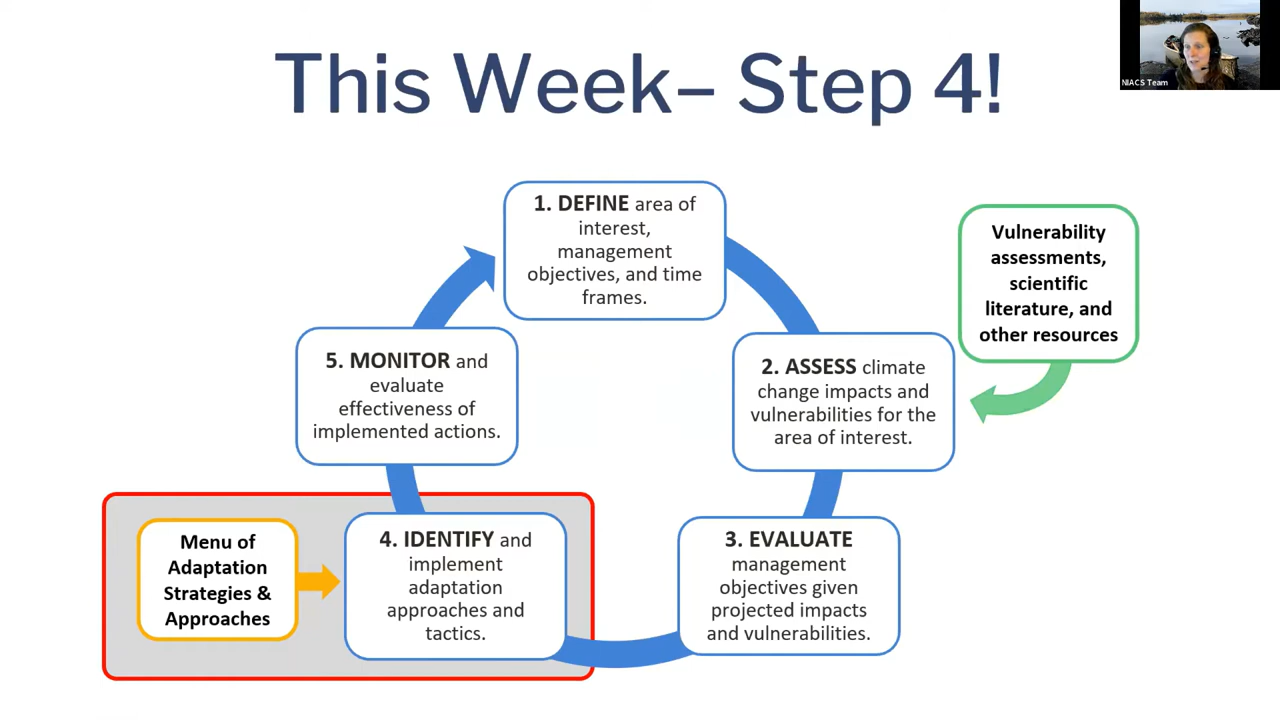 This Week– Step 4!
NIACS Team
1. DEFINE area of
interest,
management
objectives, and time
frames.
Vulnerability
assessments,
scientific
literature, and
other resources
2. ASSESS climate
change impacts and
vulnerabilities for the
area of interest.
3. EVALUATE
management
objectives given
projected impacts
and vulnerabilities.
4. IDENTIFY and
implement
adaptation
approaches and
tactics.
Menu of
Adaptation
Strategies &
Approaches
5. MONITOR and
evaluate
effectiveness of
implemented actions.